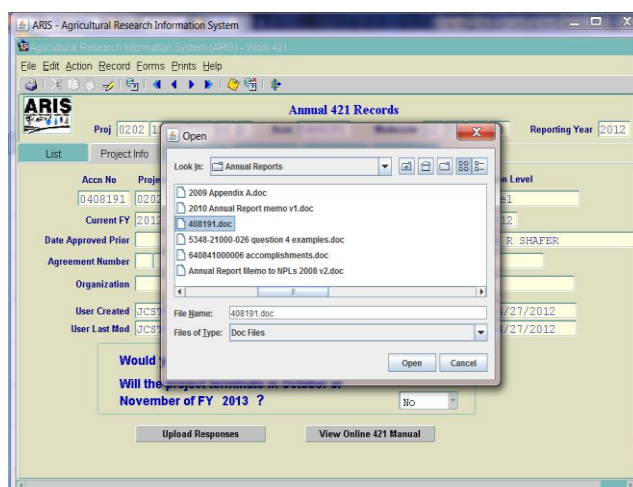 ARIS - Agricultural Research Information System
Agricultural Research Information System (ARIS) - Work 421
File Edit Action Record Forms Prints Help
ARIS
Annual 421 Records
Proj 0202
Reporting Year 2012
Open
List Project Info
Look In: Annual Reports
2009 Appendix A.doc
2010 Annual Report memo v1.doc
408191.doc
5348-21000-026 question 4 examples.doc
640841000006 accomplishments.doc
Annual Report Memo to NPLs 2008 v2.doc
Accn No
Level
0408191 0202
Current FY 2012
Date Approved Prior
R SHAFER
Agreement Number
Organization
File Name: 408191.doc
User Created
/27/2012
User Last Mod
/27/2012
Files of Type: Doc Files
Open Cancel
Would
Will the project terminate in October or
November of FY 2013 ? No
Upload Responses View Online 421 Manual